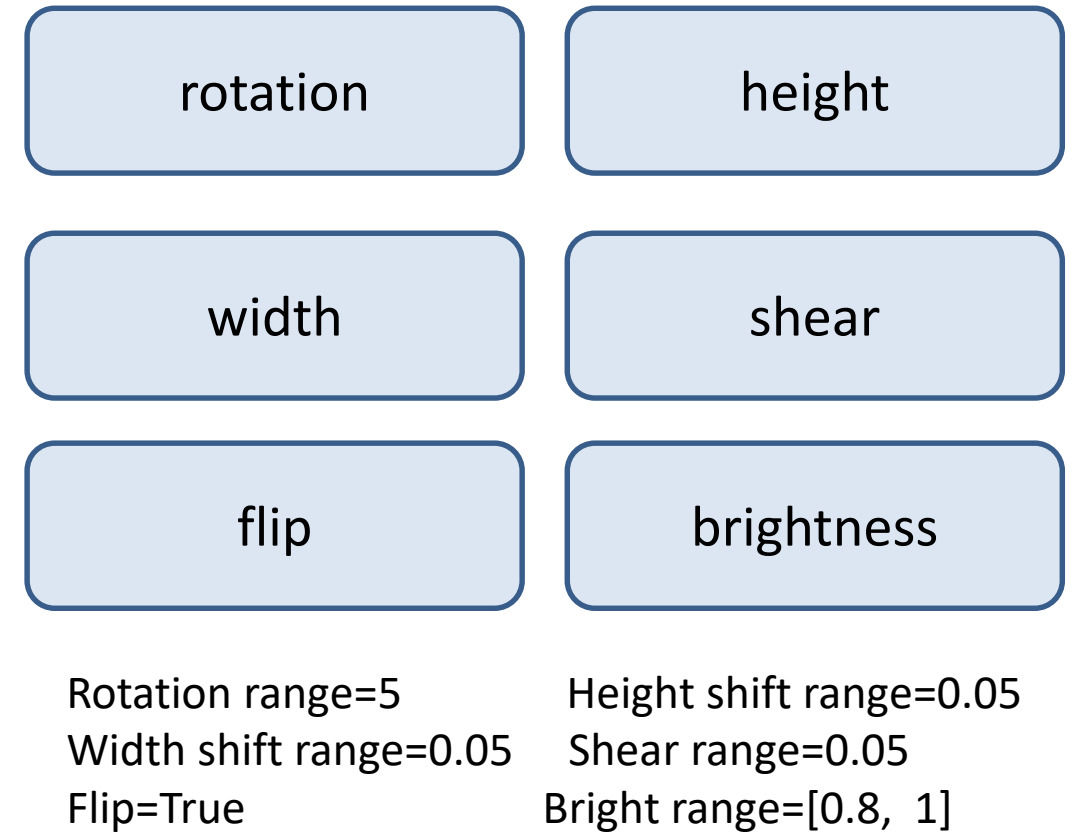 rotation
height
width
shear
flip
brightness
Rotation range=5
Height shift range=0.05
Width shift range=0.05
Shear range=0.05
Flip=True
Bright range=[0.8, 1]